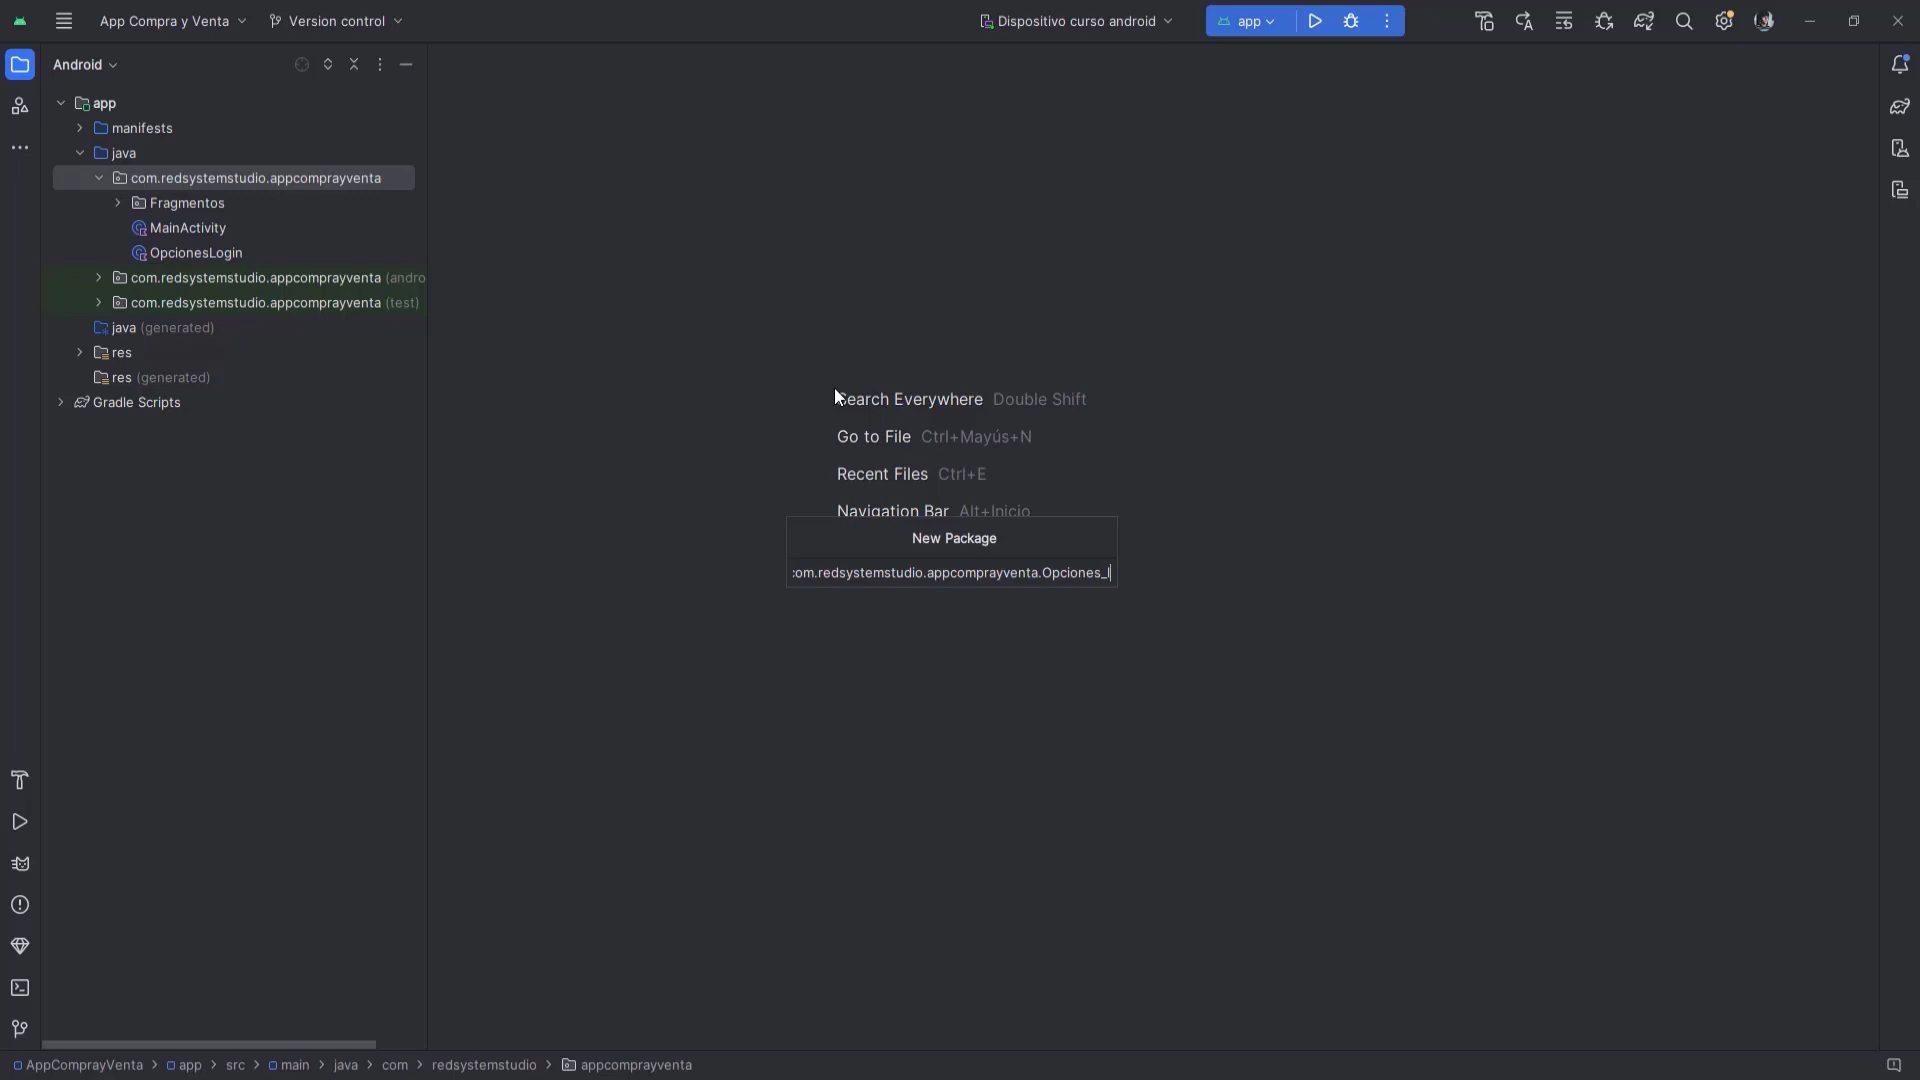 App Compra y Venta
Version control
Dispositivo curso android
app
Android
app
manifests
java
com.redsystemstudio.appcomprayventa
Fragmentos
MainActivity
OpcionesLogin
com.redsystemstudio.appcomprayventa (andro
com.redsystemstudio.appcomprayventa (test)
java (generated)
res
res (generated)
Gradle Scripts
Search Everywhere Double Shift
Go to File Ctrl+Mayús+N
Recent Files Ctrl+E
Navigation Bar Alt+Inicio
New Package
com.redsystemstudio.appcomprayventa.Opciones_l
AppComprayVenta > app > src > main > java > com > redsystemstudio > appcomprayventa